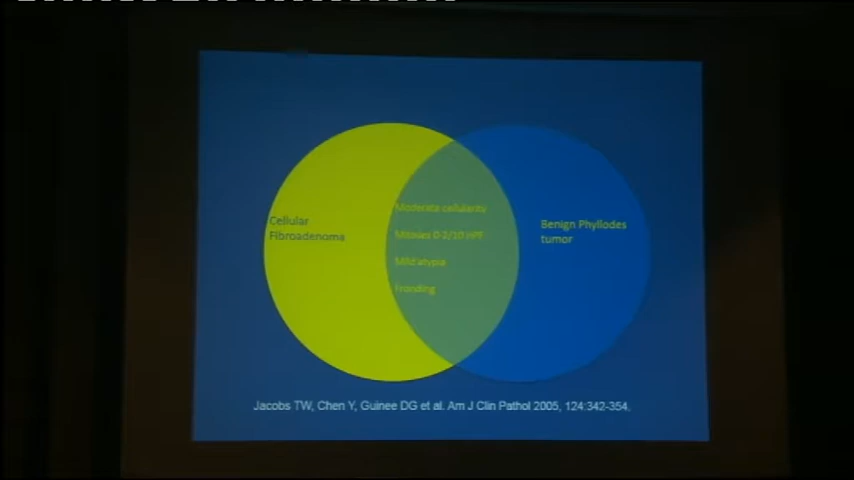 Cellular
Fibroadenoma
Moderate cellularity
Mitosies 0-2/10 HPF
Mild atypia
Fronding
Benign Phyllodes
tumor
Jacobs TW, Chen Y, Guinee DG et al. Am J Clin Pathol 2005, 124:342-354.